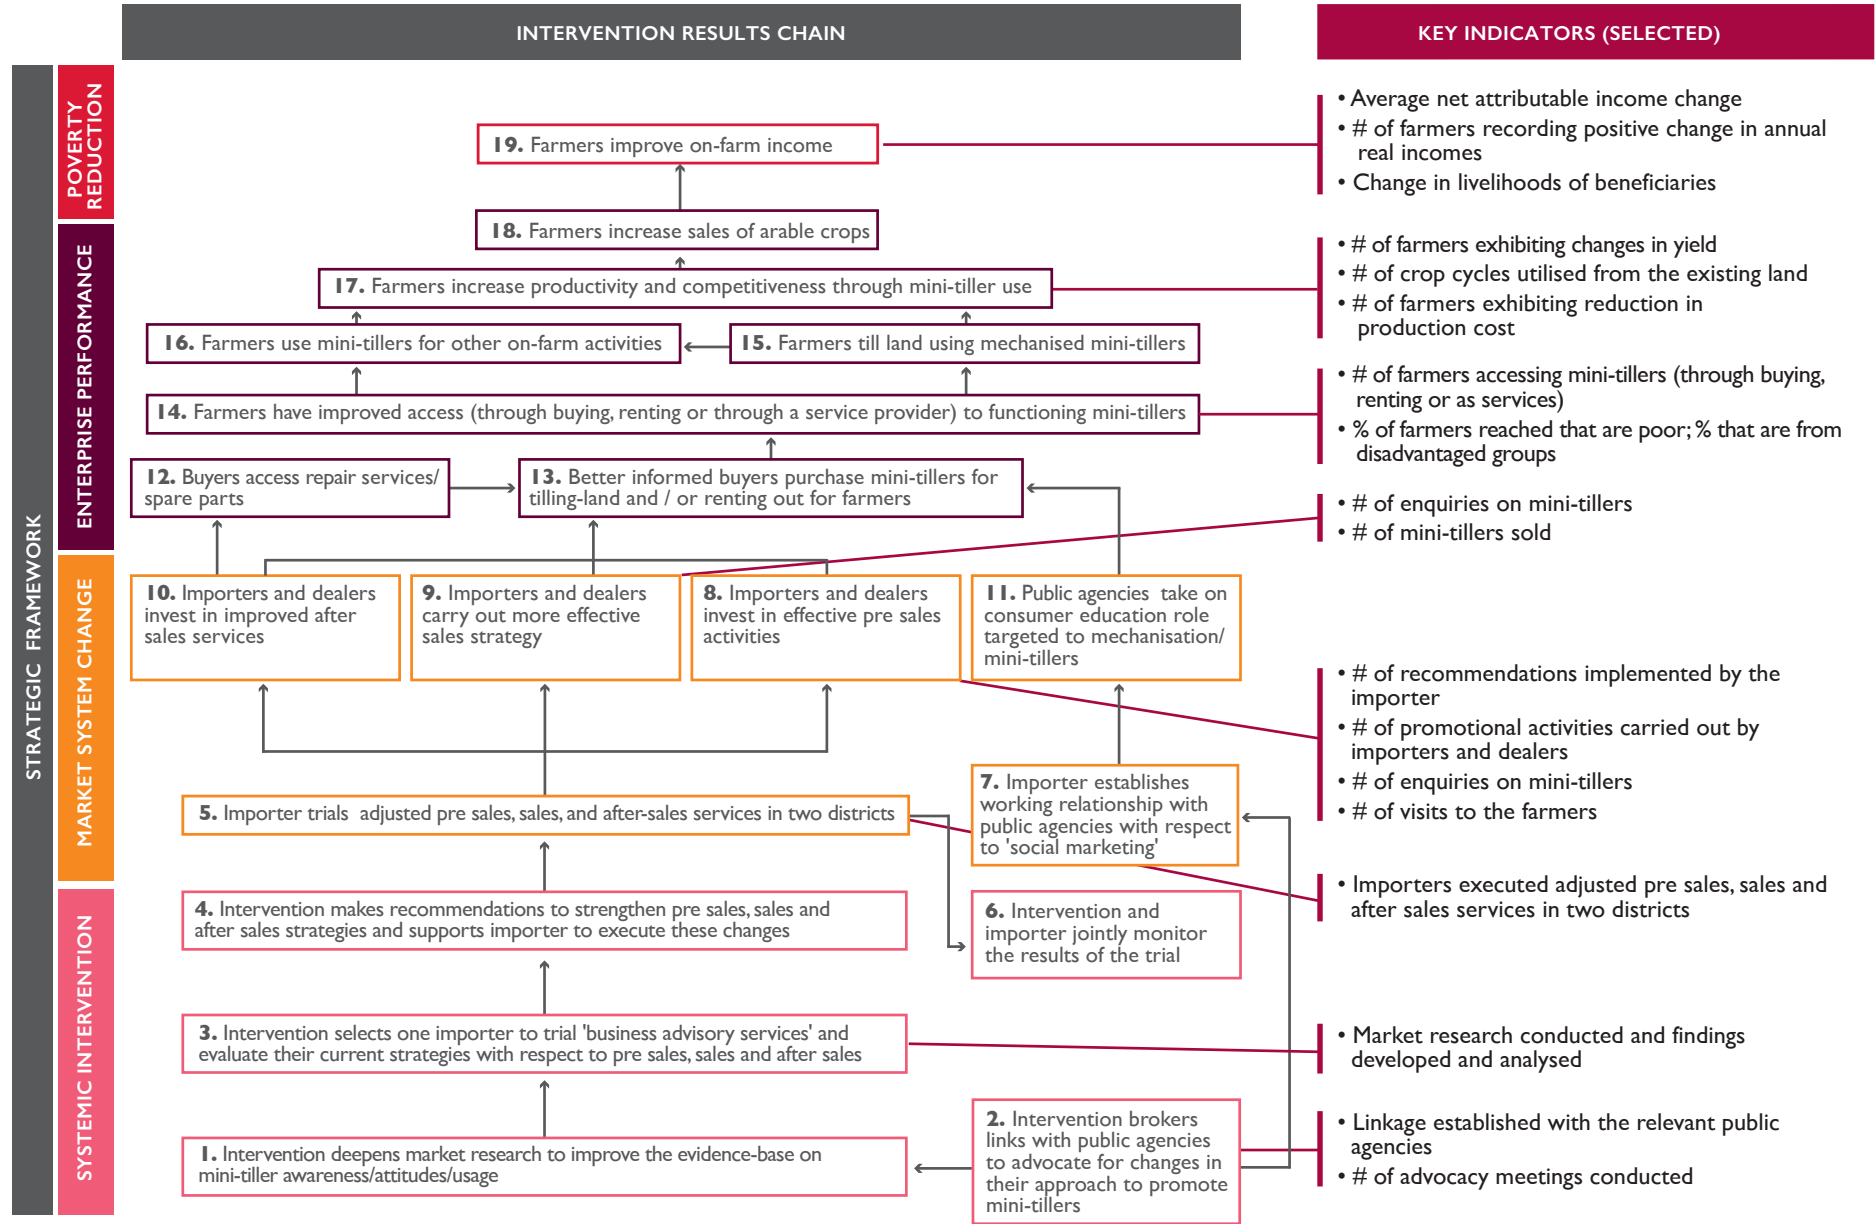 INTERVENTION RESULTS CHAIN
KEY INDICATORS (SELECTED)
STRATEGIC FRAMEWORK
POVERTY
REDUCTION
ENTERPRISE PERFORMANCE
MARKET SYSTEM CHANGE
SYSTEMIC INTERVENTION
19. Farmers improve on-farm income
18. Farmers increase sales of arable crops
17. Farmers increase productivity and competitiveness through mini-tiller use
16. Farmers use mini-tillers for other on-farm activities
15. Farmers till land using mechanised mini-tillers
14. Farmers have improved access (through buying, renting or through a service provider) to functioning mini-tillers
12. Buyers access repair services/
spare parts
13. Better informed buyers purchase mini-tillers for
tilling-land and / or renting out for farmers
10. Importers and dealers
invest in improved after
sales services
9. Importers and dealers
carry out more effective
sales strategy
8. Importers and dealers
invest in effective pre sales
activities
11. Public agencies take on
consumer education role
targeted to mechanisation/
mini-tillers
7. Importer establishes
working relationship with
public agencies with respect
to 'social marketing'
5. Importer trials adjusted pre sales, sales, and after-sales services in two districts
4. Intervention makes recommendations to strengthen pre sales, sales and
after sales strategies and supports importer to execute these changes
6. Intervention and
importer jointly monitor
the results of the trial
3. Intervention selects one importer to trial 'business advisory services' and
evaluate their current strategies with respect to pre sales, sales and after sales
2. Intervention brokers
links with public agencies
to advocate for changes in
their approach to promote
mini-tillers
1. Intervention deepens market research to improve the evidence-base on
mini-tiller awareness/attitudes/usage
• Average net attributable income change
• # of farmers recording positive change in annual
real incomes
• Change in livelihoods of beneficiaries
• # of farmers exhibiting changes in yield
• # of crop cycles utilised from the existing land
• # of farmers exhibiting reduction in
production cost
• # of farmers accessing mini-tillers (through buying,
renting or as services)
• % of farmers reached that are poor; % that are from
disadvantaged groups
• # of enquiries on mini-tillers
• # of mini-tillers sold
• # of recommendations implemented by the
importer
• # of promotional activities carried out by
importers and dealers
• # of enquiries on mini-tillers
• # of visits to the farmers
• Importers executed adjusted pre sales, sales and
after sales services in two districts
• Market research conducted and findings
developed and analysed
• Linkage established with the relevant public
agencies
• # of advocacy meetings conducted